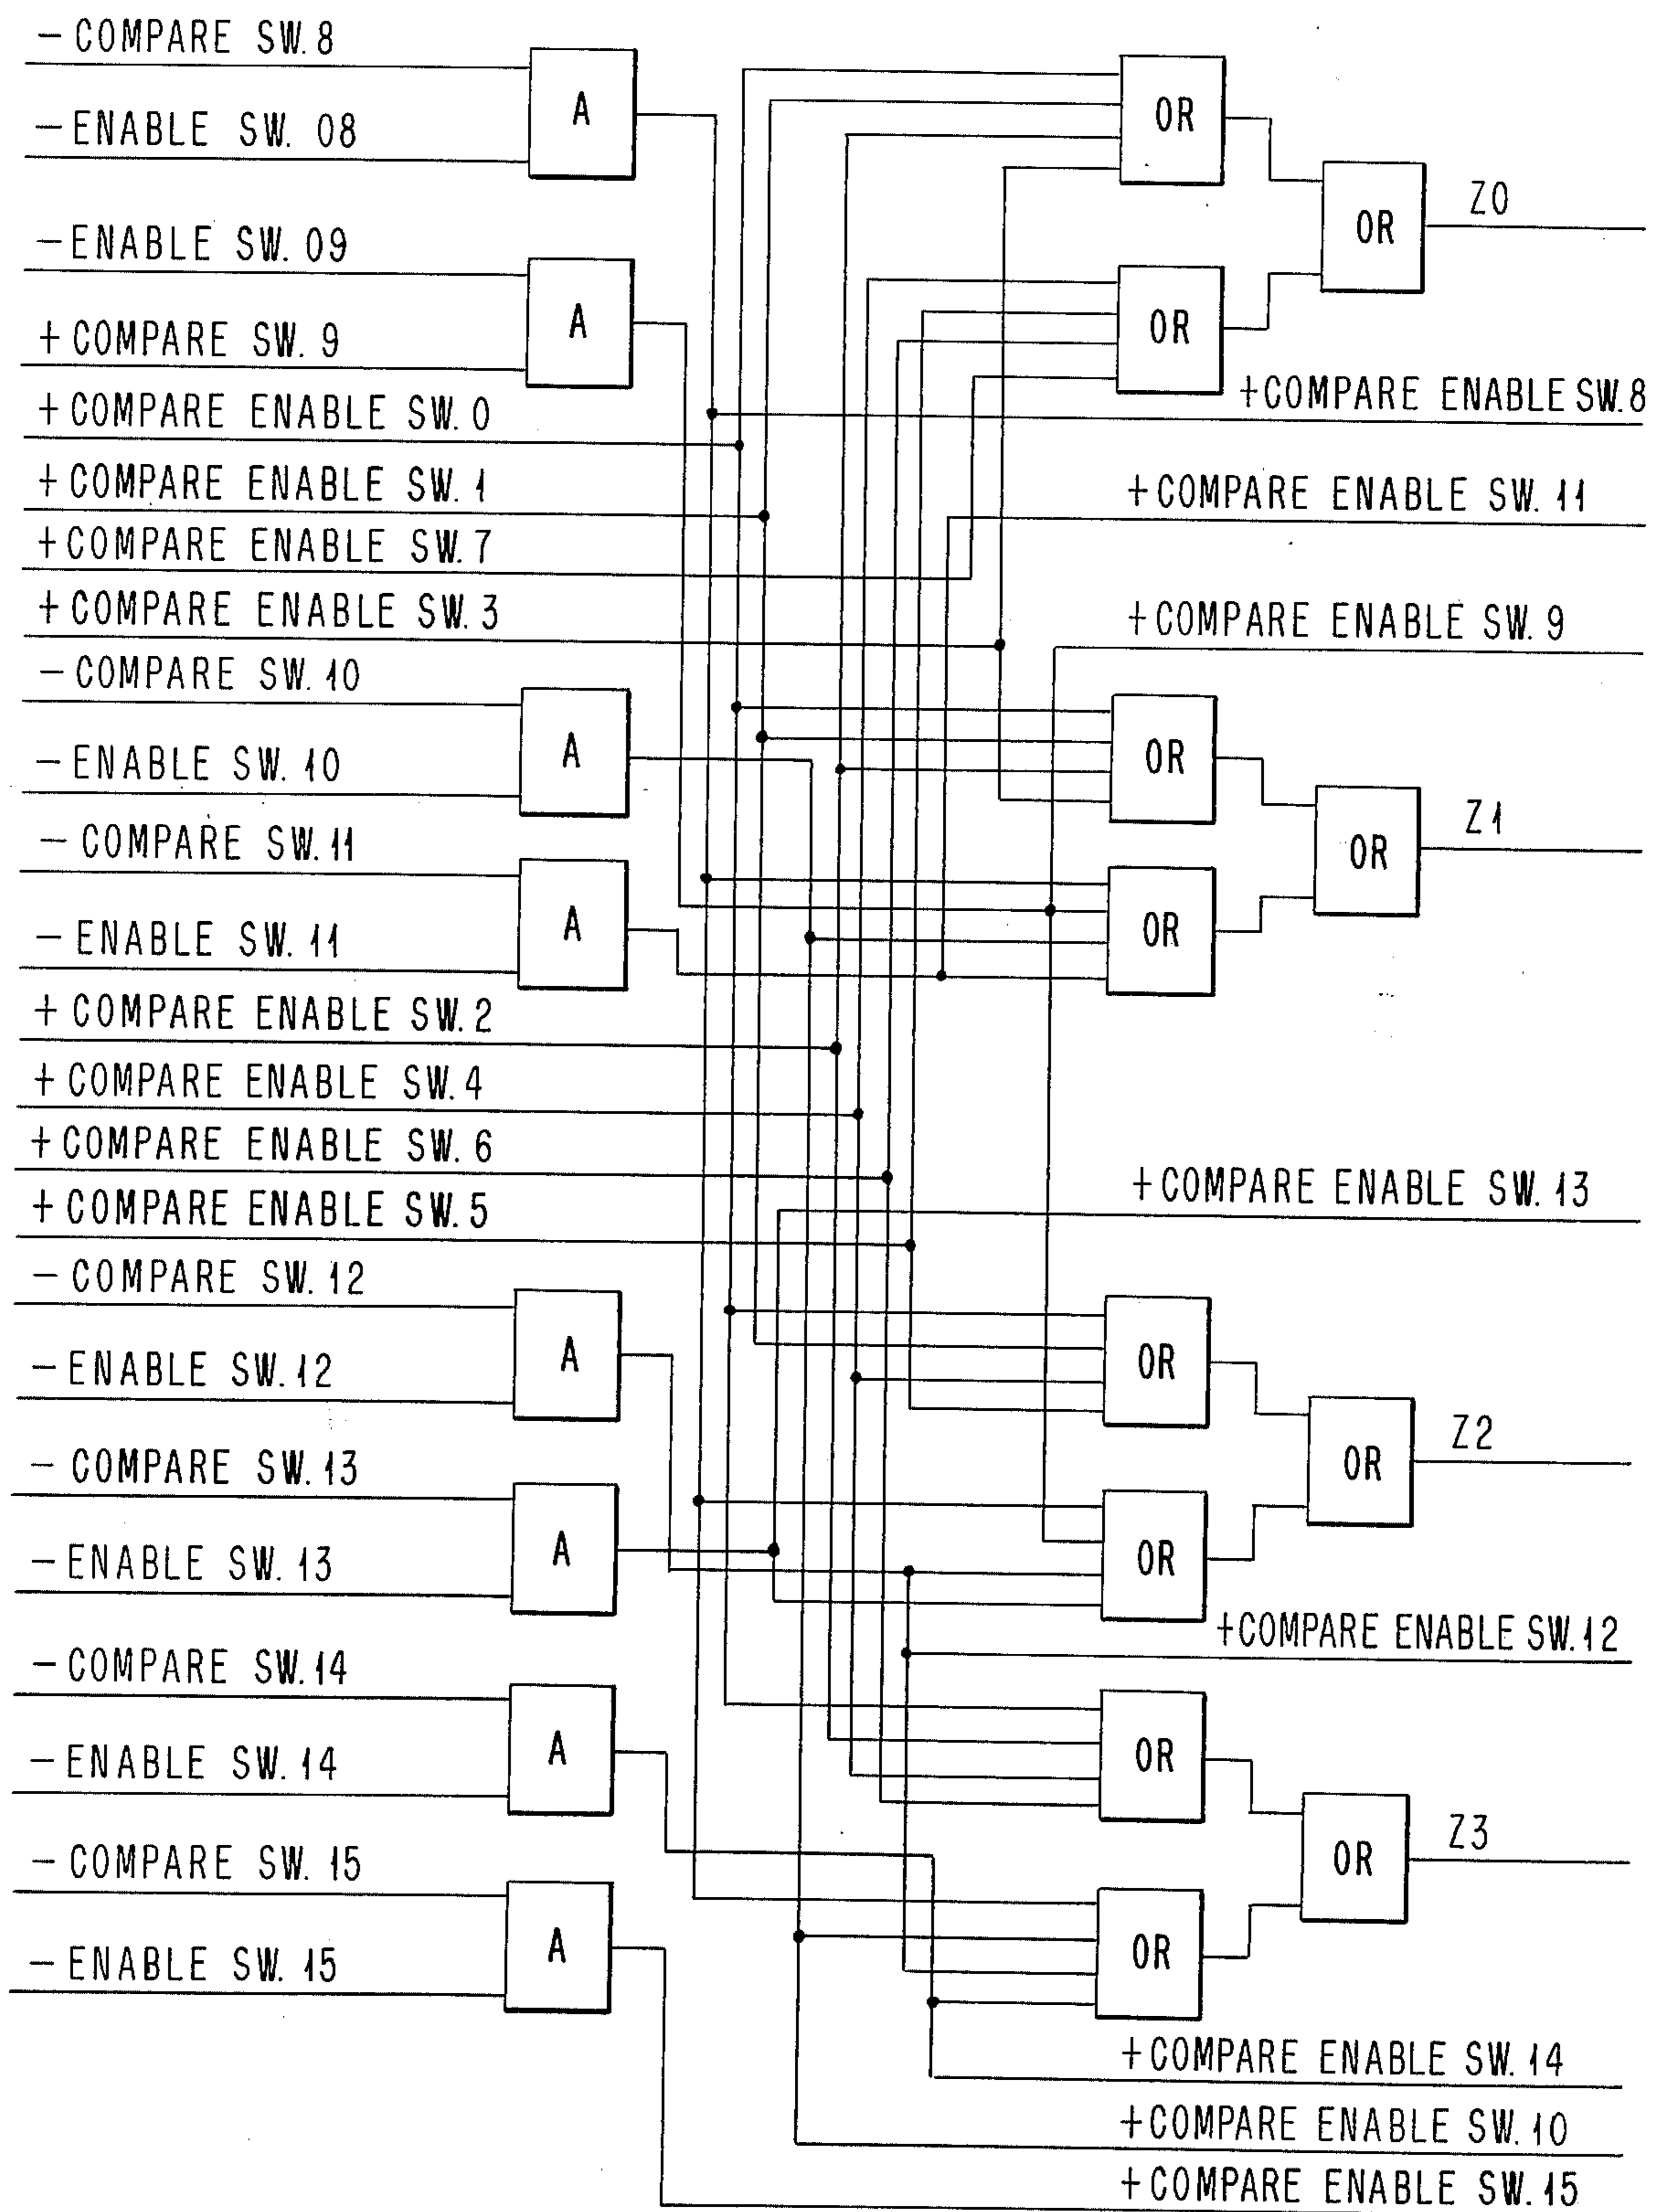 — COMPARE SW. 8
A
OR
— ENABLE SW. 08
Z0
OR
— ENABLE SW. 09
A
OR
+ COMPARE SW. 9
+COMPARE ENABLE SW. 8
+ COMPARE ENABLE SW. 0
+ COMPARE ENABLE SW. 1
+COMPARE ENABLE SW. 11
+COMPARE ENABLE SW. 7
+ COMPARE ENABLE SW. 3
+COMPARE ENABLE SW. 9
— COMPARE SW. 10
A
OR
— ENABLE SW. 10
Z1
OR
— COMPARE SW. 11
A
OR
— ENABLE SW. 11
+ COMPARE ENABLE SW. 2
+ COMPARE ENABLE SW. 4
+ COMPARE ENABLE SW. 6
+COMPARE ENABLE SW. 13
+ COMPARE ENABLE SW. 5
— COMPARE SW. 12
A
OR
— ENABLE SW. 12
Z2
OR
— COMPARE SW. 13
A
OR
— ENABLE SW. 13
+COMPARE ENABLE SW. 12
— COMPARE SW. 14
A
OR
— ENABLE SW. 14
Z3
OR
— COMPARE SW. 15
A
OR
— ENABLE SW. 15
+COMPARE ENABLE SW. 14
+COMPARE ENABLE SW. 10
+COMPARE ENABLE SW. 15